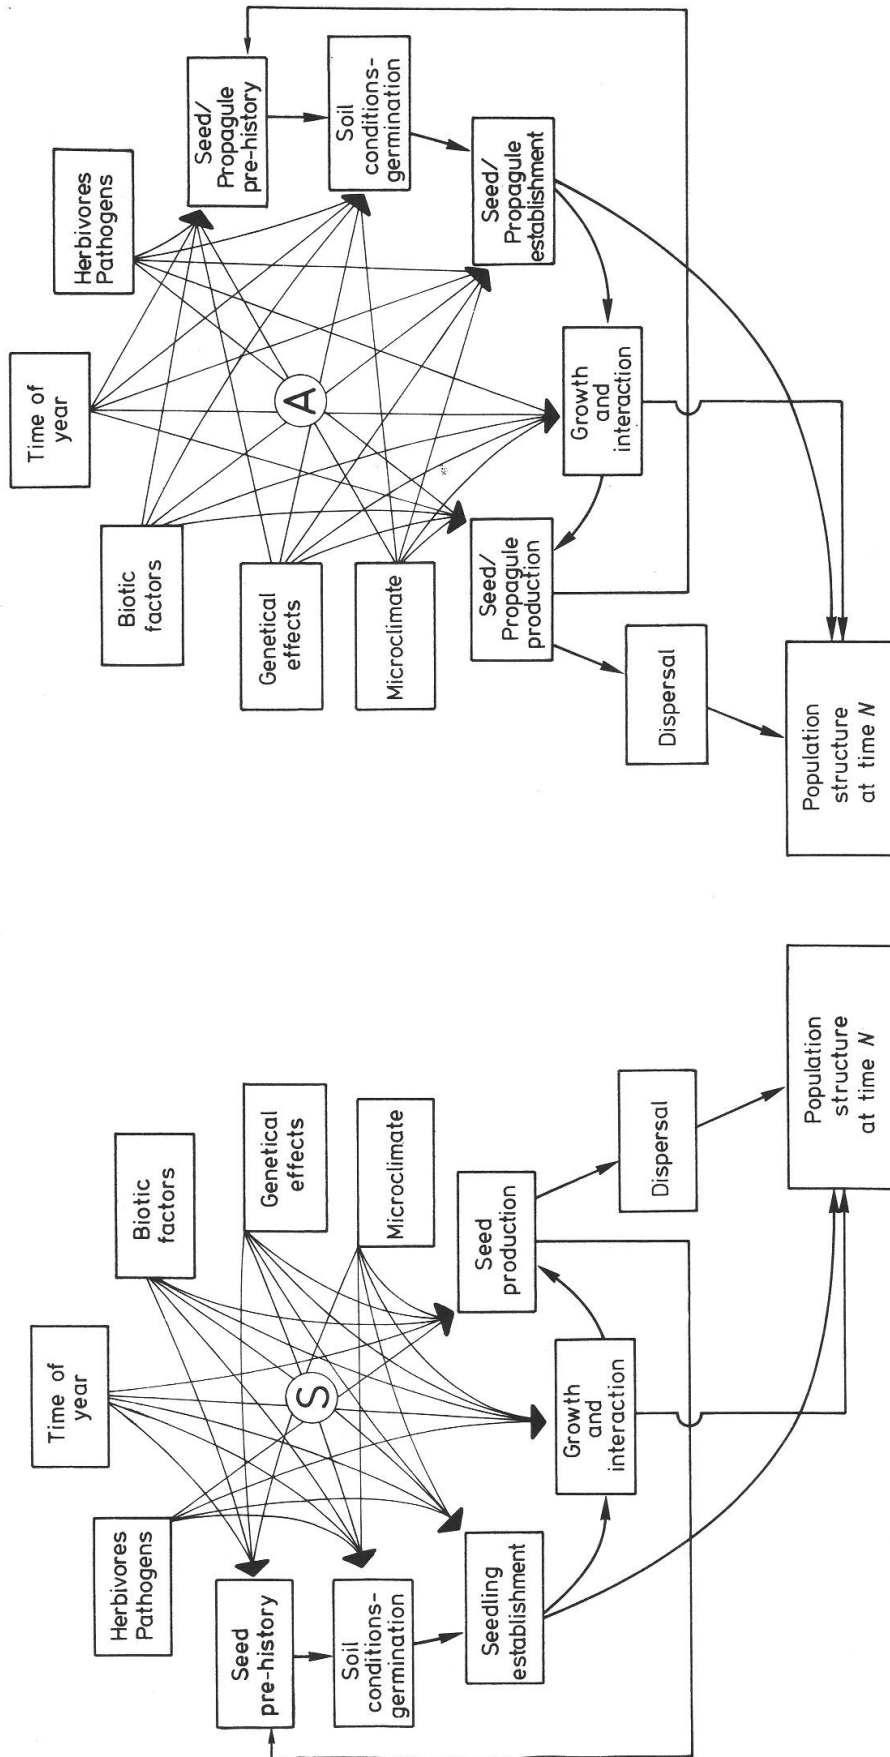 Herbivores
Pathogens
Time of
year
Biotic
factors
Genetical
effects
Microclimate
Seed
pre-history
Soil
conditions-
germination
Seedling
establishment
Growth
and
interaction
Seed
production
Dispersal
Population
structure
at time N
S
Biotic
factors
Time of
year
Herbivores
Pathogens
Genetical
effects
Microclimate
Seed/
Propagule
pre-history
Soil
conditions-
germination
Seed/
Propagule
establishment
Growth
and
interaction
Seed/
Propagule
production
Dispersal
Population
structure
at time N
A